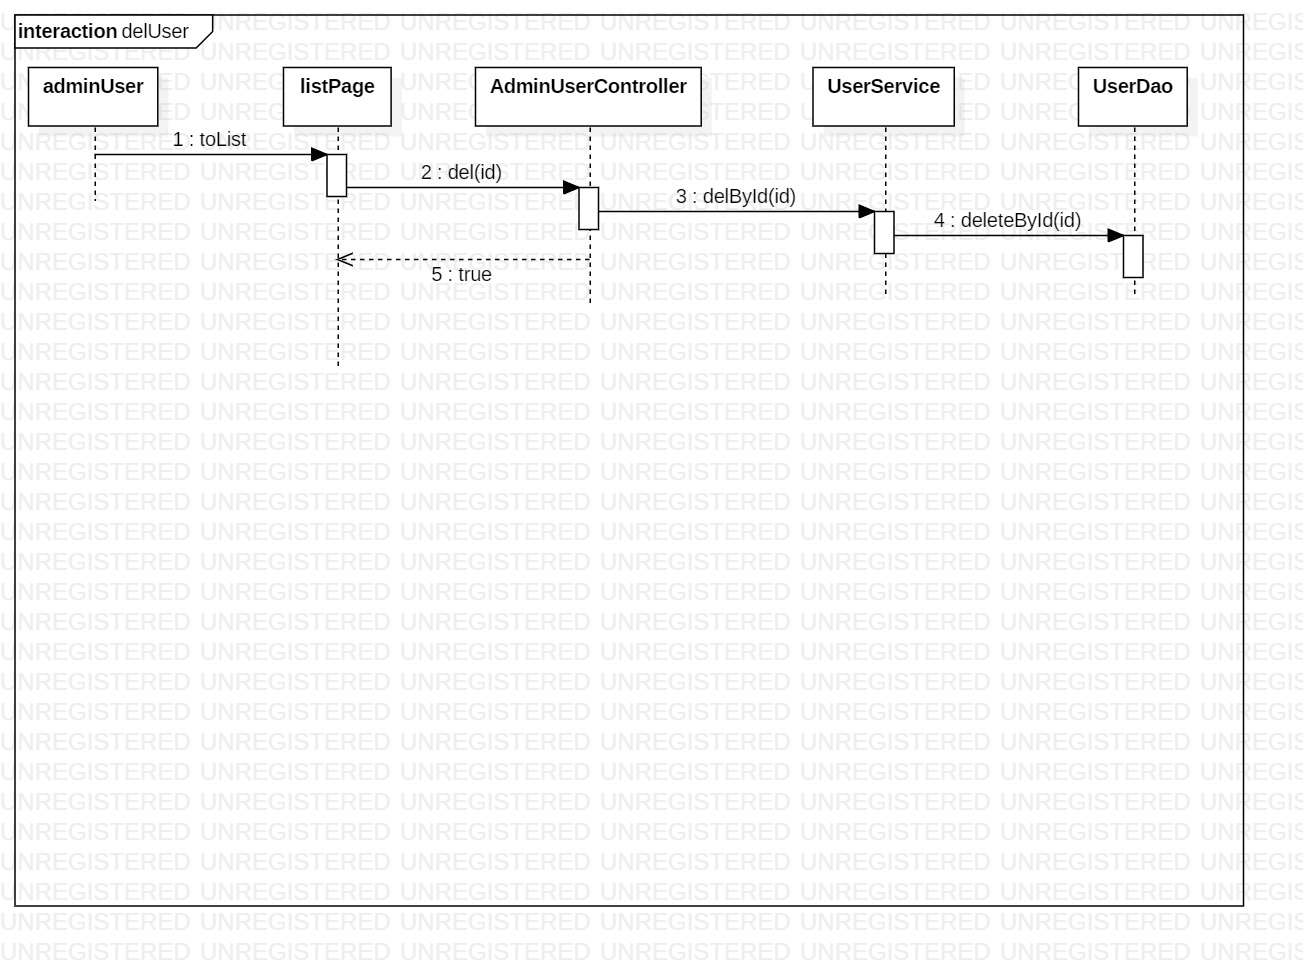 interaction delUser
adminUser
listPage
AdminUserController
UserService
UserDao
1 : toList
2 : del(id)
3 : delById(id)
4 : deleteById(id)
5 : true
UNREGISTERED